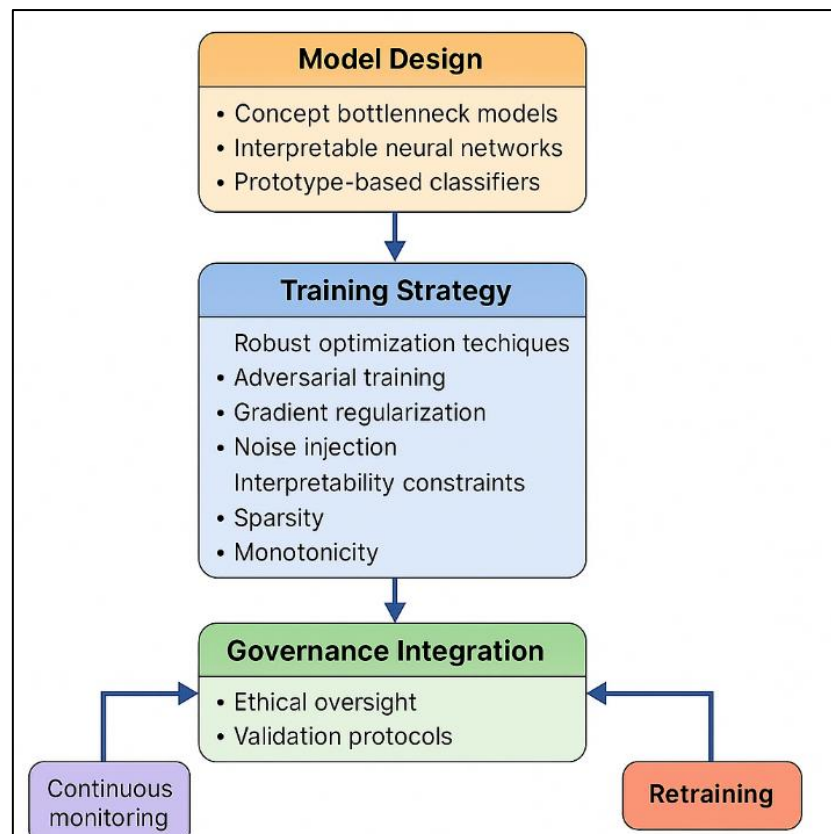 Model Design
• Concept bottlenneck models
• Interpretable neural networks
• Prototype-based classifiers
Training Strategy
Robust optimization techiques
• Adversarial training
• Gradient regularization
• Noise injection
Interpretability constraints
• Sparsity
• Monotonicity
Governance Integration
• Ethical oversight
• Validation protocols
Continuous
monitoring
Retraining